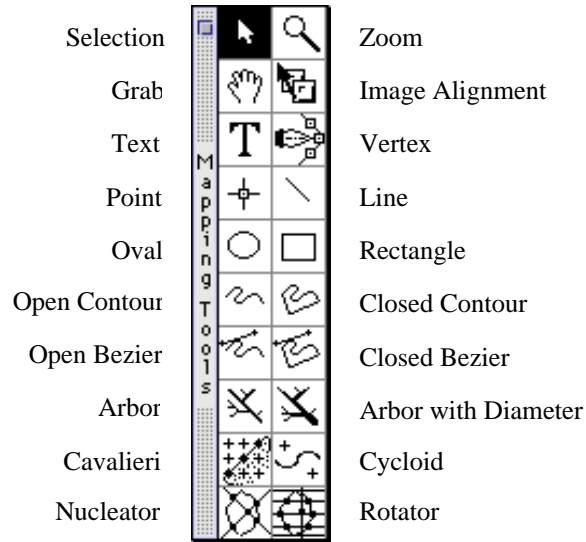 Selection Zoom
Grab Image Alignment
Text T Vertex
Point Line
Oval Rectangle
Open Contour Closed Contour
Open Bezier Closed Bezier
Arbor Arbor with Diameter
Cavalieri Cycloid
Nucleator Rotator
Mapping Tools